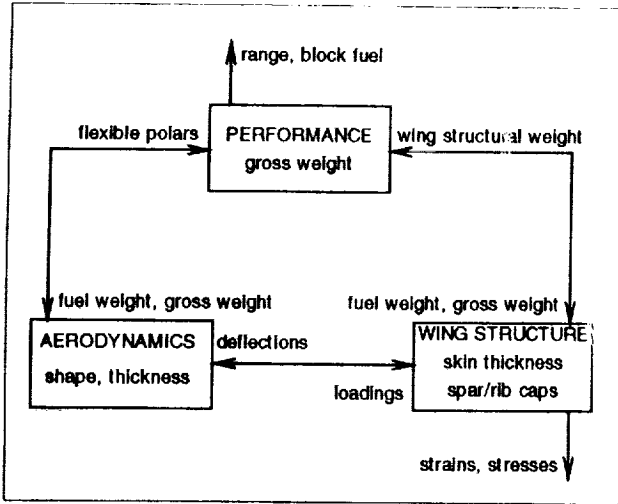 range, block fuel
flexible polars
PERFORMANCE
gross weight
wing structural weight
fuel weight, gross weight
fuel weight, gross weight
AERODYNAMICS
shape, thickness
deflections
loadings
WING STRUCTURE
skin thickness
spar/rib caps
strains, stresses